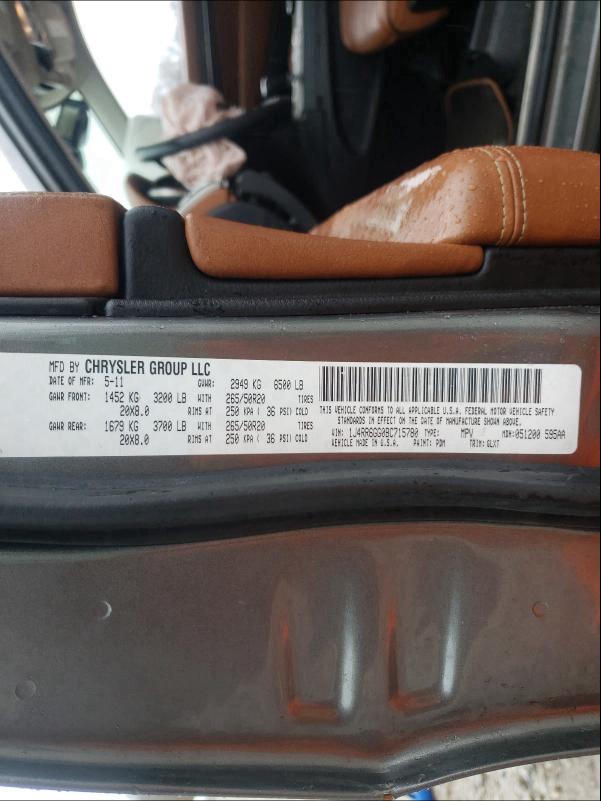 MFD BY CHRYSLER GROUP LLC
DATE OF MFR: 5-11 GVWR: 2949 KG 6500 LB
GAWR FRONT: 1452 KG 3200 LB WITH 265/50R20 TIRES
20X8.0 RIMS AT 250 KPA ( 36 PSI) COLD
GAWR REAR: 1679 KG 3700 LB WITH 265/50R20 TIRES
20X8.0 RIMS AT 250 KPA ( 36 PSI) COLD
THIS VEHICLE CONFORMS TO ALL APPLICABLE U.S.A. FEDERAL MOTOR VEHICLE SAFETY
STANDARDS IN EFFECT ON THE DATE OF MANUFACTURE SHOWN ABOVE.
VIN: 1J4RR6GG0BC715780 TYPE: MPV MDH: 051200 595AA
VEHICLE MADE IN U.S.A. PAINT: PDM TRIM: GLXT